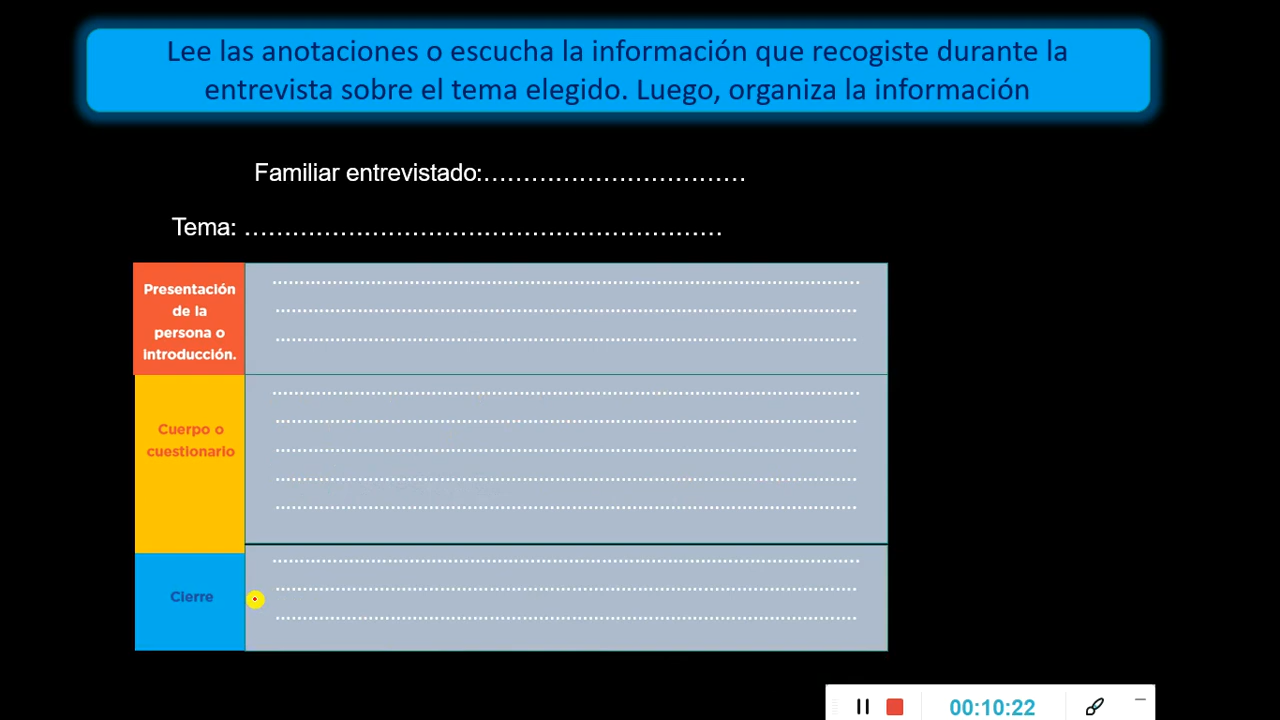 Lee las anotaciones o escucha la información que recogiste durante la
entrevista sobre el tema elegido. Luego, organiza la información
Familiar entrevistado:.................................
Tema: ............................................................
Presentación
de la
persona o
introducción.
Cuerpo o
cuestionario
Cierre
00:10:22